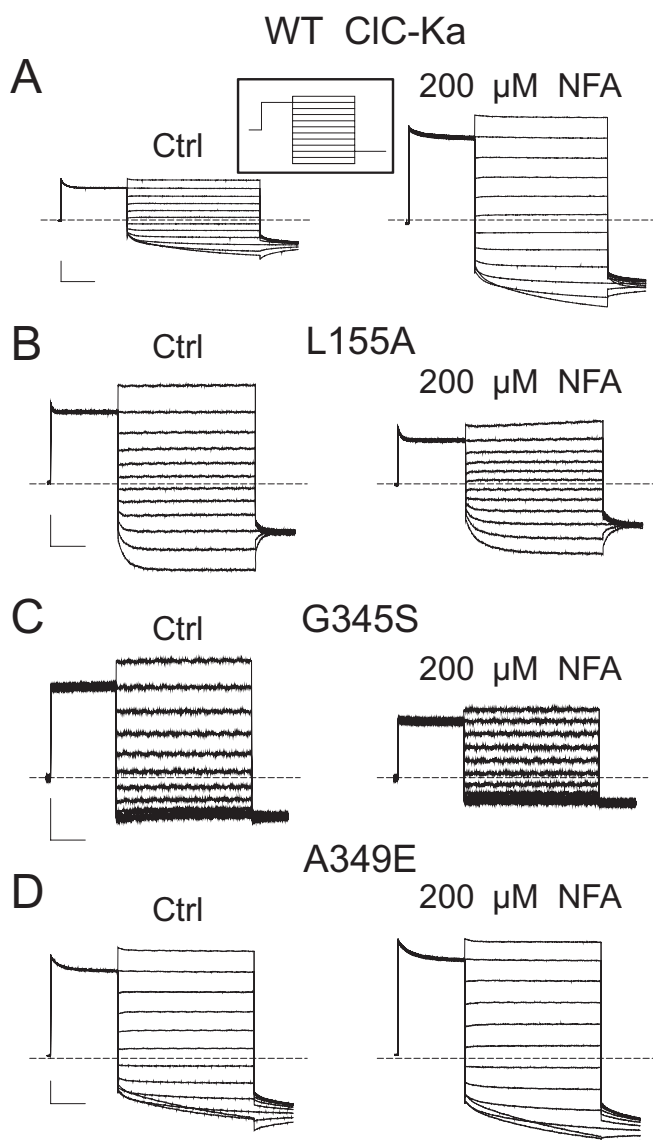 WT ClC-Ka
A
Ctrl
200 µM NFA
B
Ctrl
L155A
200 µM NFA
C
Ctrl
G345S
200 µM NFA
A349E
D
Ctrl
200 µM NFA